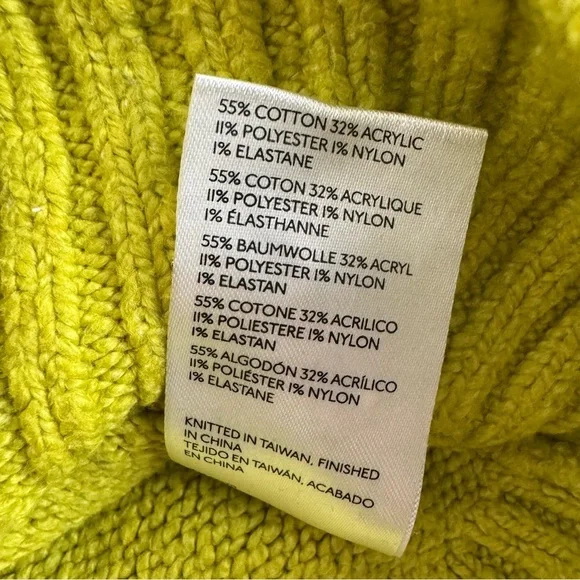 55% COTTON 32% ACRYLIC
11% POLYESTER 1% NYLON
1% ELASTANE
55% COTON 32% ACRYLIQUE
11% POLYESTER 1% NYLON
1% ÉLASTHANNE
55% BAUMWOLLE 32% ACRYL
11% POLYESTER 1% NYLON
1% ELASTAN
55% COTONE 32% ACRILICO
11% POLIESTERE 1% NYLON
1% ELASTAN
55% ALGODÓN 32% ACRÍLICO
11% POLIÉSTER 1% NYLON
1% ELASTANE
KNITTED IN TAIWAN, FINISHED
IN CHINA
TEJIDO EN TAIWÁN, ACABADO
EN CHINA